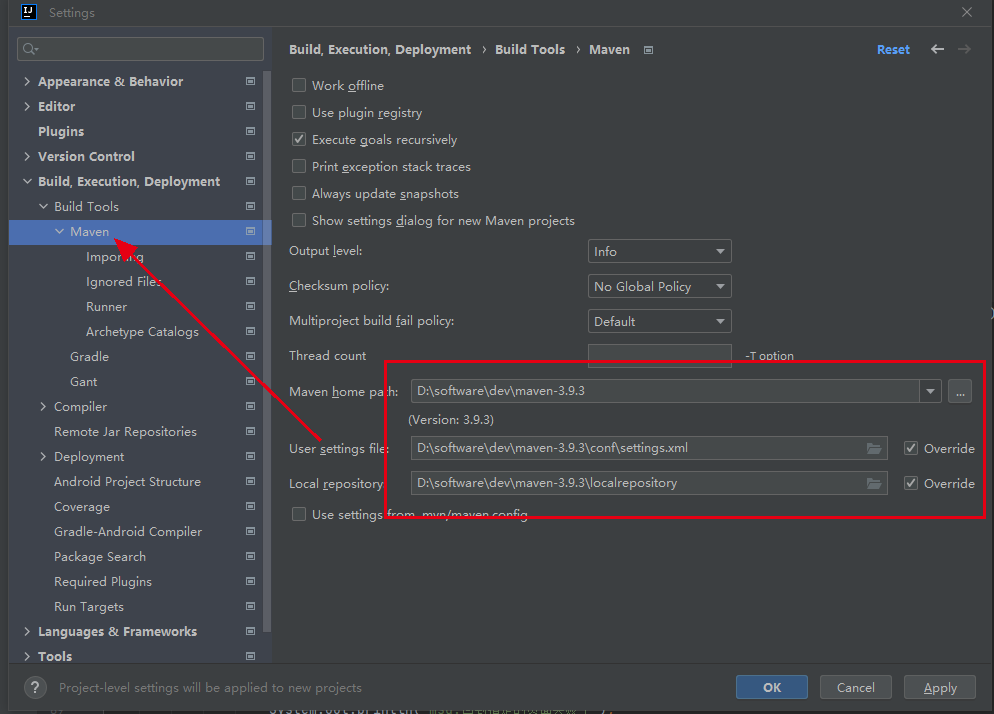 Settings
Appearance & Behavior
Editor
Plugins
Version Control
Build, Execution, Deployment
Build Tools
Maven
Importing
Ignored Files
Runner
Archetype Catalogs
Gradle
Gant
Compiler
Remote Jar Repositories
Deployment
Android Project Structure
Coverage
Gradle-Android Compiler
Package Search
Required Plugins
Run Targets
Languages & Frameworks
Tools
Build, Execution, Deployment › Build Tools › Maven
Reset
Work offline
Use plugin registry
Execute goals recursively
Print exception stack traces
Always update snapshots
Show settings dialog for new Maven projects
Output level: Info
Checksum policy: No Global Policy
Multiproject build fail policy: Default
Thread count -T option
Maven home path: D:\software\dev\maven-3.9.3 ...
(Version: 3.9.3)
User settings file: D:\software\dev\maven-3.9.3\conf\settings.xml Override
Local repository D:\software\dev\maven-3.9.3\localrepository Override
Use settings from .mvn/maven.config
? Project-level settings will be applied to new projects
OK Cancel Apply